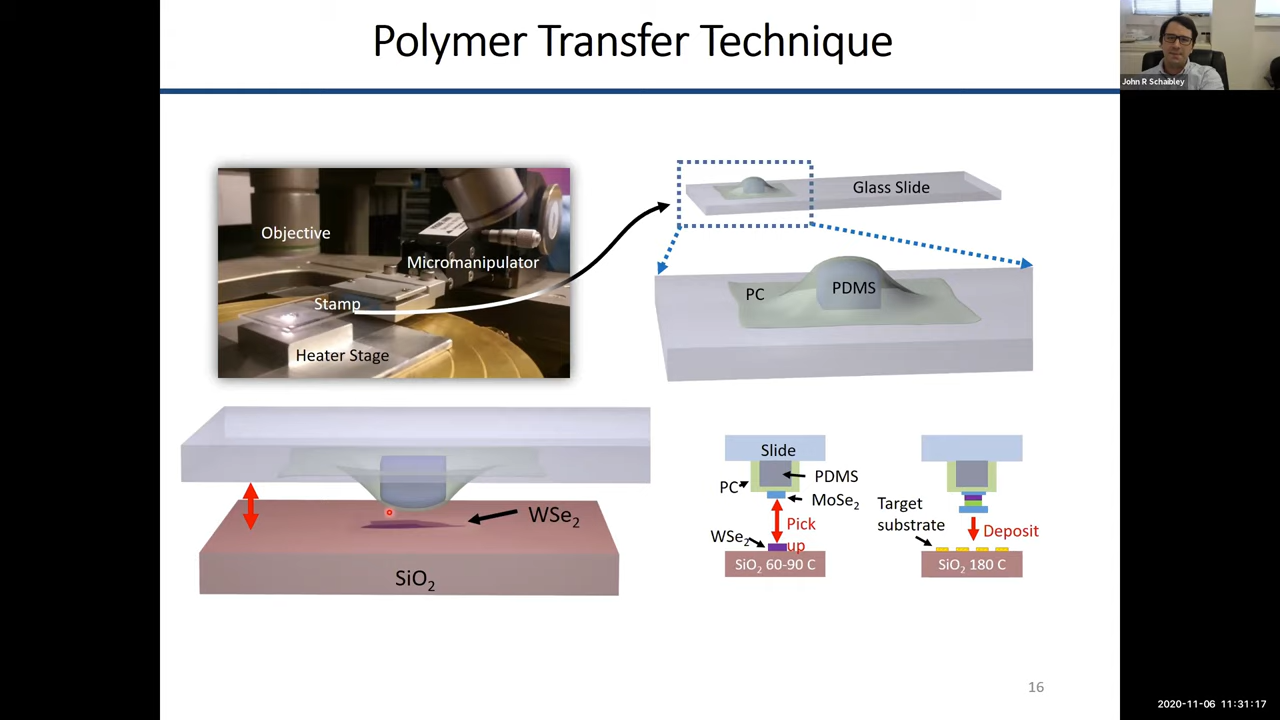 Polymer Transfer Technique
John R Schaibley
Objective
Micromanipulator
Stamp
Heater Stage
Glass Slide
PC
PDMS
WSe2
SiO2
Slide
PDMS
PC
MoSe2
Pick
up
WSe2
SiO2 60-90 C
Target
substrate
Deposit
SiO2 180 C
16
2020-11-06 11:31:17